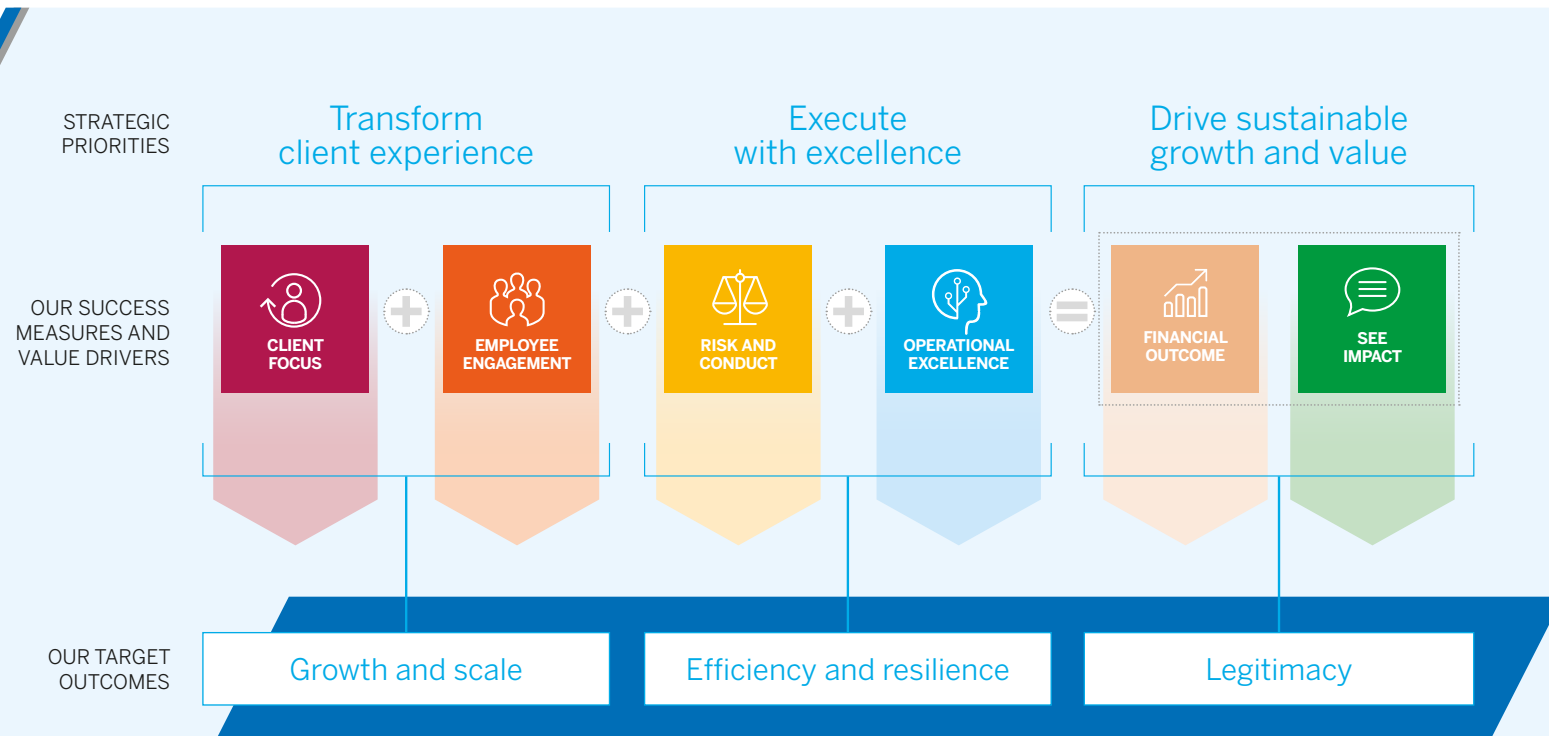 STRATEGIC
PRIORITIES
Transform
client experience
Execute
with excellence
Drive sustainable
growth and value
OUR SUCCESS
MEASURES AND
VALUE DRIVERS
CLIENT
FOCUS
+
EMPLOYEE
ENGAGEMENT
+
RISK AND
CONDUCT
+
OPERATIONAL
EXCELLENCE
=
FINANCIAL
OUTCOME
SEE
IMPACT
OUR TARGET
OUTCOMES
Growth and scale
Efficiency and resilience
Legitimacy